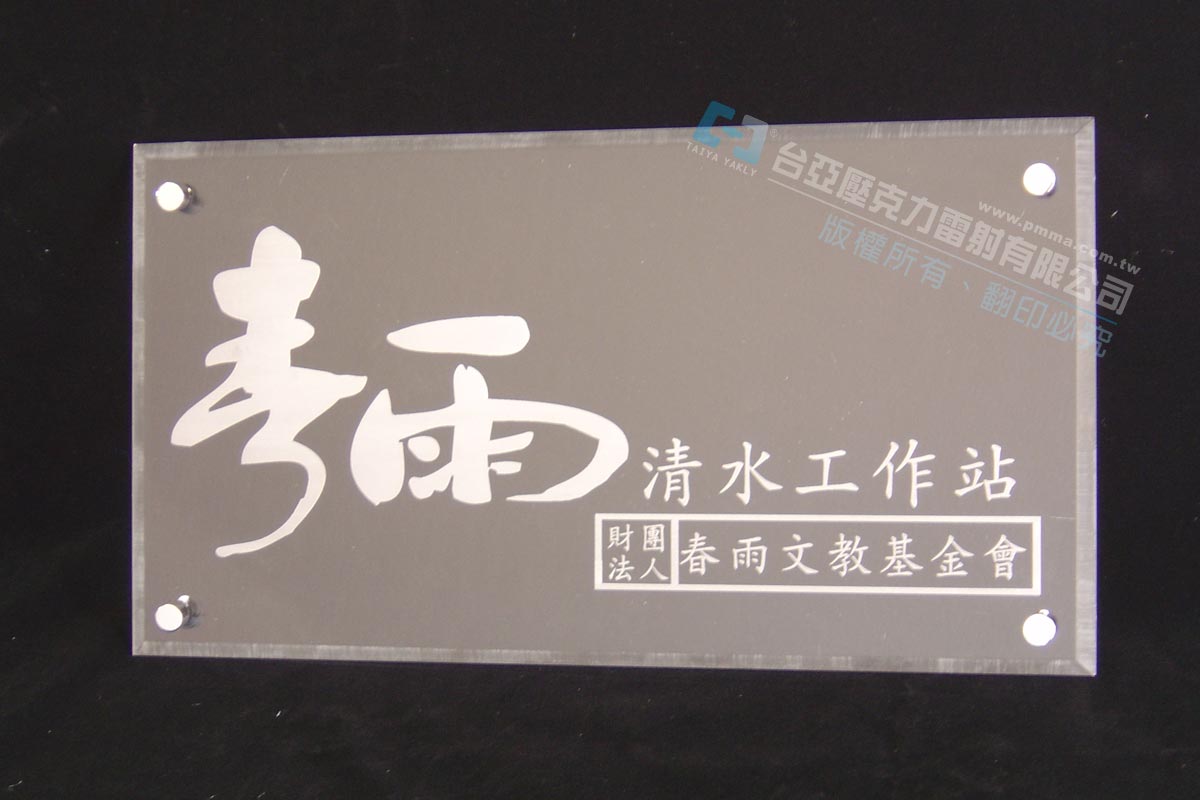 TAIYA YAKLY
®
台亞壓克力雷射有限公司
www.pmma.com.tw
版權所有、翻印必究
春雨
清水工作站
財團
法人
春雨文教基金會